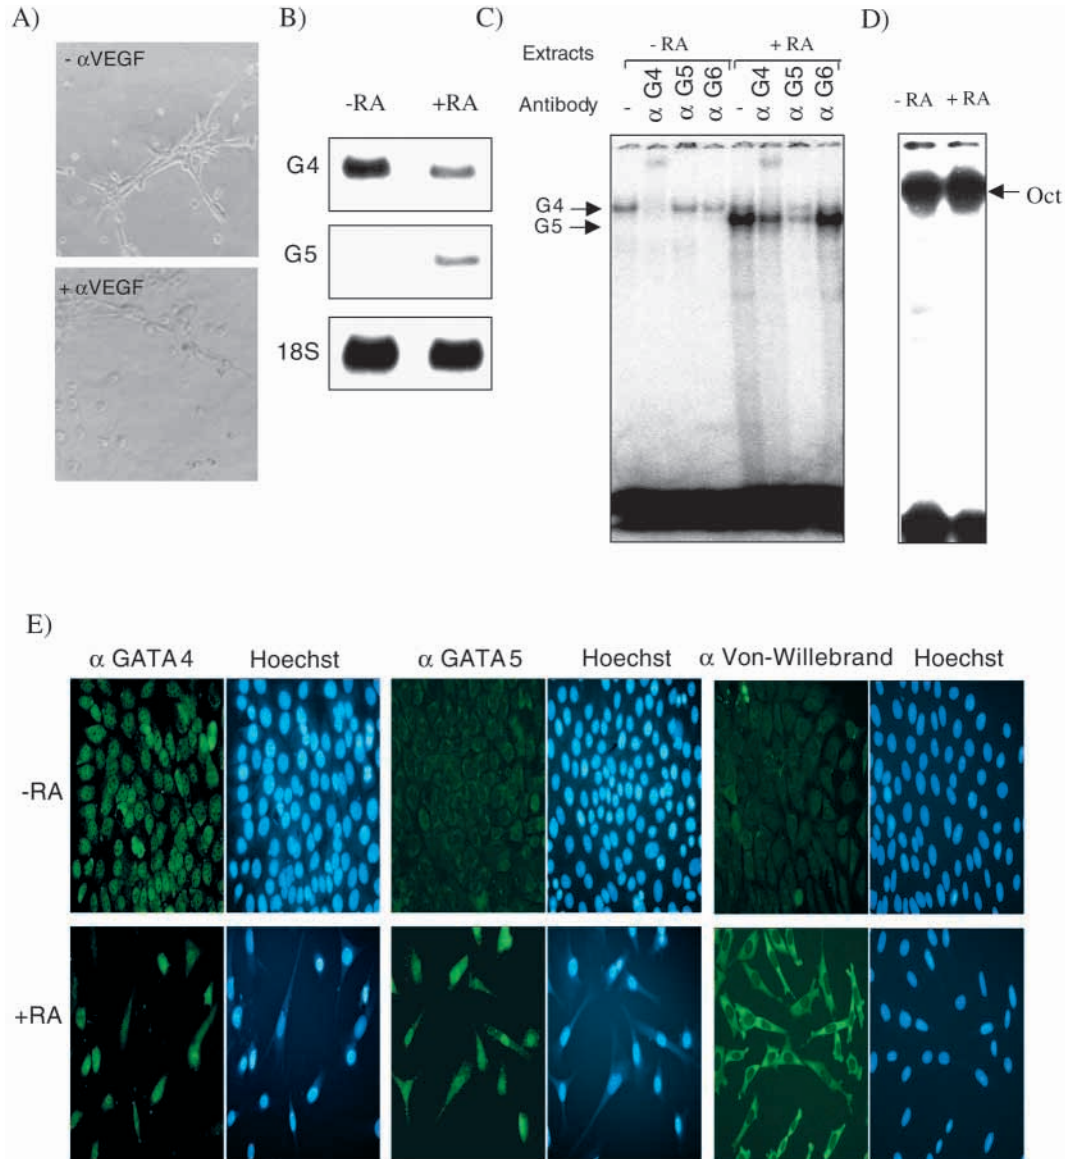 A)
- αVEGF
+ αVEGF
B)
-RA +RA
G4
G5
18S
C)
Extracts - RA + RA
Antibody - α G4 α G5 α G6 - α G4 α G5 α G6
G4
G5
D)
- RA + RA
Oct
E)
α GATA4 Hoechst α GATA5 Hoechst α Von-Willebrand Hoechst
-RA
+RA